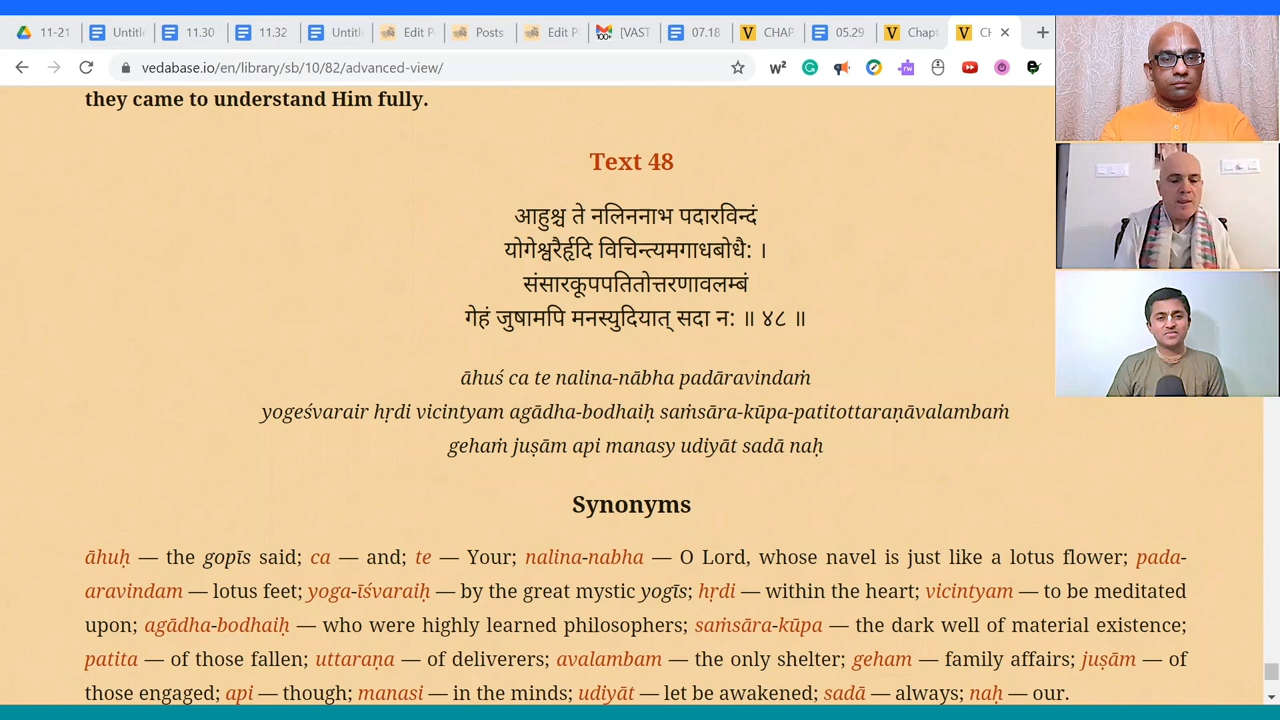 11-21 Untitl 11.30 11.32 Untitl Edit P Posts Edit P [VAST 07.18 CHAP 05.29 Chapt CH
vedabase.io/en/library/sb/10/82/advanced-view/
they came to understand Him fully.
Text 48
आहुश्च ते नलिननाभ पदारविन्दं
योगेश्वरैर्हृदि विचिन्त्यमगाधबोधै: ।
संसारकूपपतितोत्तरणावलम्बं
गेहं जुषामपि मनस्युदियात् सदा न: ॥ ४८ ॥
āhuś ca te nalina-nābha padāravindaṁ
yogeśvarair hṛdi vicintyam agādha-bodhaiḥ saṁsāra-kūpa-patitottaraṇāvalambaṁ
gehaṁ juṣām api manasy udiyāt sadā naḥ
Synonyms
āhuḥ — the gopīs said; ca — and; te — Your; nalina-nabha — O Lord, whose navel is just like a lotus flower; pada-
aravindam — lotus feet; yoga-īśvaraiḥ — by the great mystic yogīs; hṛdi — within the heart; vicintyam — to be meditated
upon; agādha-bodhaiḥ — who were highly learned philosophers; saṁsāra-kūpa — the dark well of material existence;
patita — of those fallen; uttaraṇa — of deliverers; avalambam — the only shelter; geham — family affairs; juṣām — of
those engaged; api — though; manasi — in the minds; udiyāt — let be awakened; sadā — always; naḥ — our.